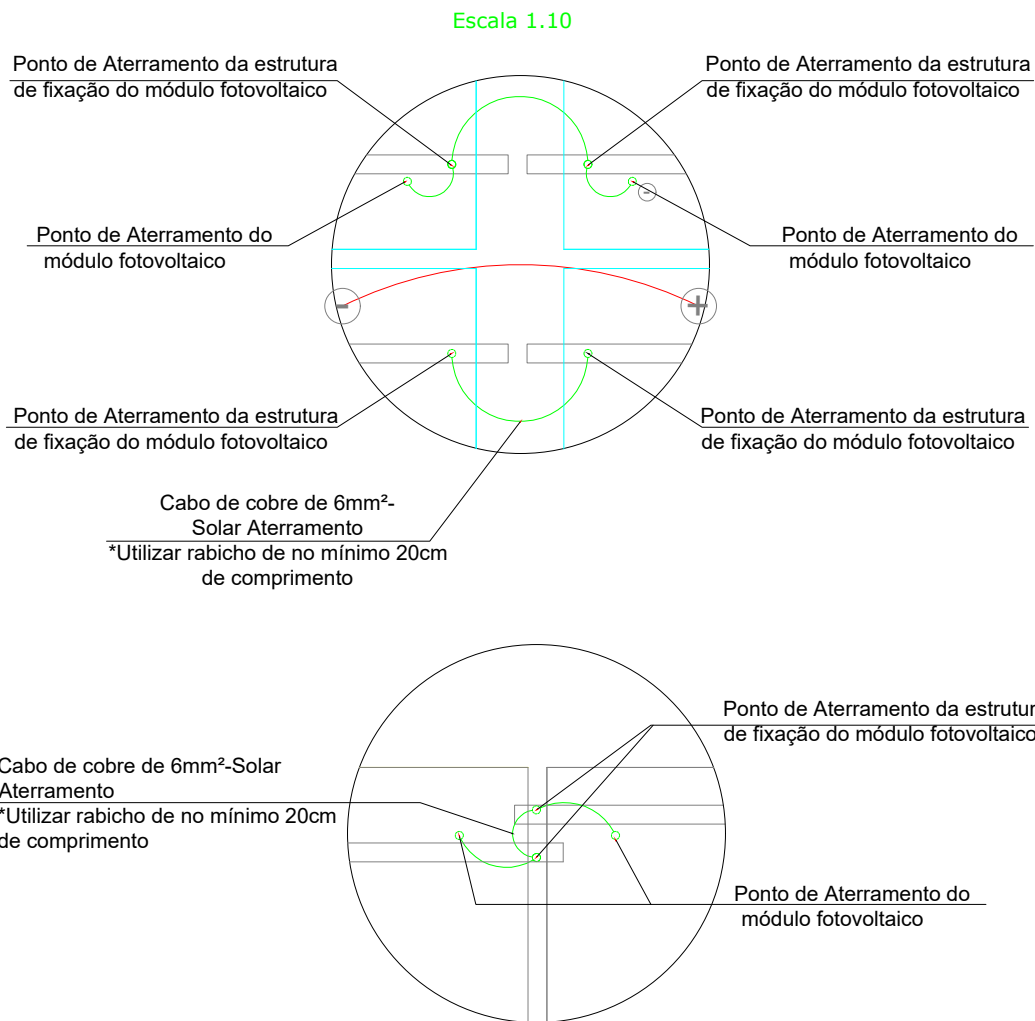 Escala 1.10
Ponto de Aterramento da estrutura
de fixação do módulo fotovoltaico
Ponto de Aterramento da estrutura
de fixação do módulo fotovoltaico
-
Ponto de Aterramento do
módulo fotovoltaico
Ponto de Aterramento do
módulo fotovoltaico
-
+
Ponto de Aterramento da estrutura
de fixação do módulo fotovoltaico
Ponto de Aterramento da estrutura
de fixação do módulo fotovoltaico
Cabo de cobre de 6mm²-
Solar Aterramento
*Utilizar rabicho de no mínimo 20cm
de comprimento
Ponto de Aterramento da estrutur
de fixação do módulo fotovoltaico
Cabo de cobre de 6mm²-Solar
Aterramento
*Utilizar rabicho de no mínimo 20cm
de comprimento
Ponto de Aterramento do
módulo fotovoltaico